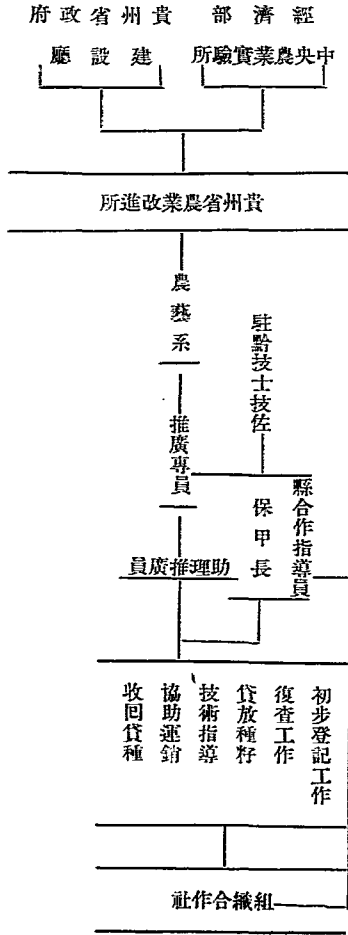 經濟部
中央農業實驗所
貴州省政府
建設廳
貴州省農業改進所
農藝系
駐黔技士技佐
推廣專員
縣合作指導員
保甲長
助理推廣員
初步登記工作
復查工作
貸放種籽
技術指導
協助運銷
收回貸種
組織合作社